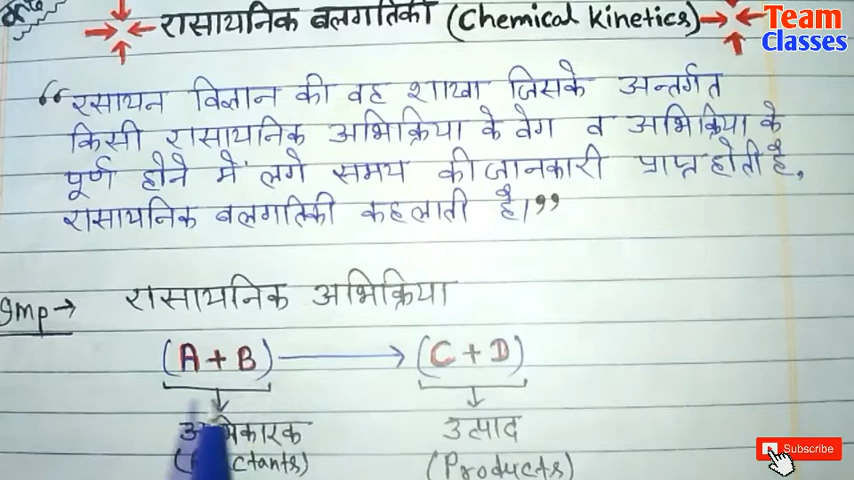 रासायनिक बलगतिकी (Chemical kinetics)
Team
Classes
“रसायन विज्ञान की वह शाखा जिसके अन्तर्गत
किसी रासायनिक अभिक्रिया के वेग व अभिक्रिया के
पूर्ण होने में लगे समय की जानकारी प्राप्त होती है,
रासायनिक बलगतिकी कहलाती है।”
Imp→ रासायनिक अभिक्रिया
(A + B) → (C + D)
उत्पाद
(Products)
Subscribe